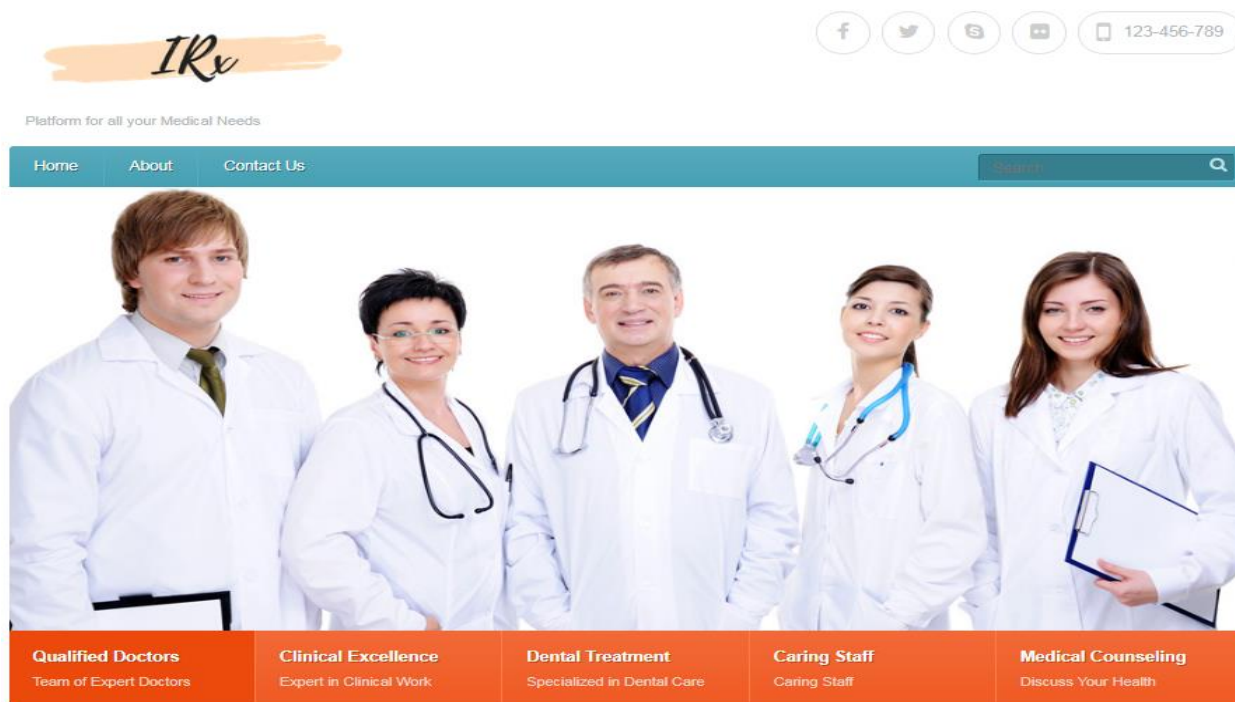 IRx
123-456-789
Platform for all your Medical Needs
Home About Contact Us
Search
Qualified Doctors Clinical Excellence Dental Treatment Caring Staff Medical Counseling
Team of Expert Doctors Expert in Clinical Work Specialized in Dental Care Caring Staff Discuss Your Health